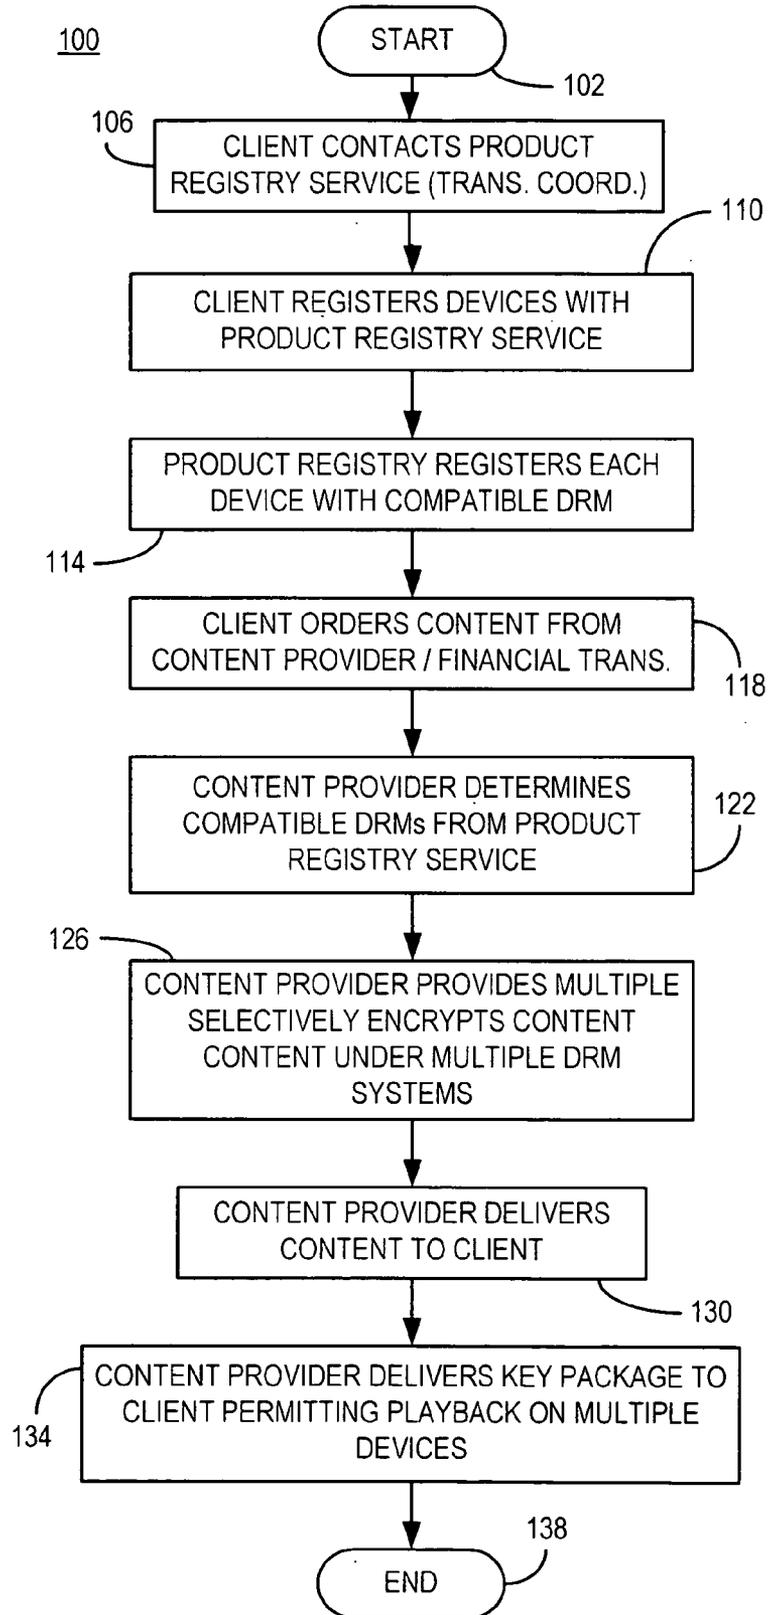 100
START
102
106
CLIENT CONTACTS PRODUCT
REGISTRY SERVICE (TRANS. COORD.)
110
CLIENT REGISTERS DEVICES WITH
PRODUCT REGISTRY SERVICE
PRODUCT REGISTRY REGISTERS EACH
DEVICE WITH COMPATIBLE DRM
114
CLIENT ORDERS CONTENT FROM
CONTENT PROVIDER / FINANCIAL TRANS.
118
CONTENT PROVIDER DETERMINES
COMPATIBLE DRMs FROM PRODUCT
REGISTRY SERVICE
122
126
CONTENT PROVIDER PROVIDES MULTIPLE
SELECTIVELY ENCRYPTS CONTENT
CONTENT UNDER MULTIPLE DRM
SYSTEMS
CONTENT PROVIDER DELIVERS
CONTENT TO CLIENT
130
CONTENT PROVIDER DELIVERS KEY PACKAGE TO
CLIENT PERMITTING PLAYBACK ON MULTIPLE
DEVICES
134
138
END